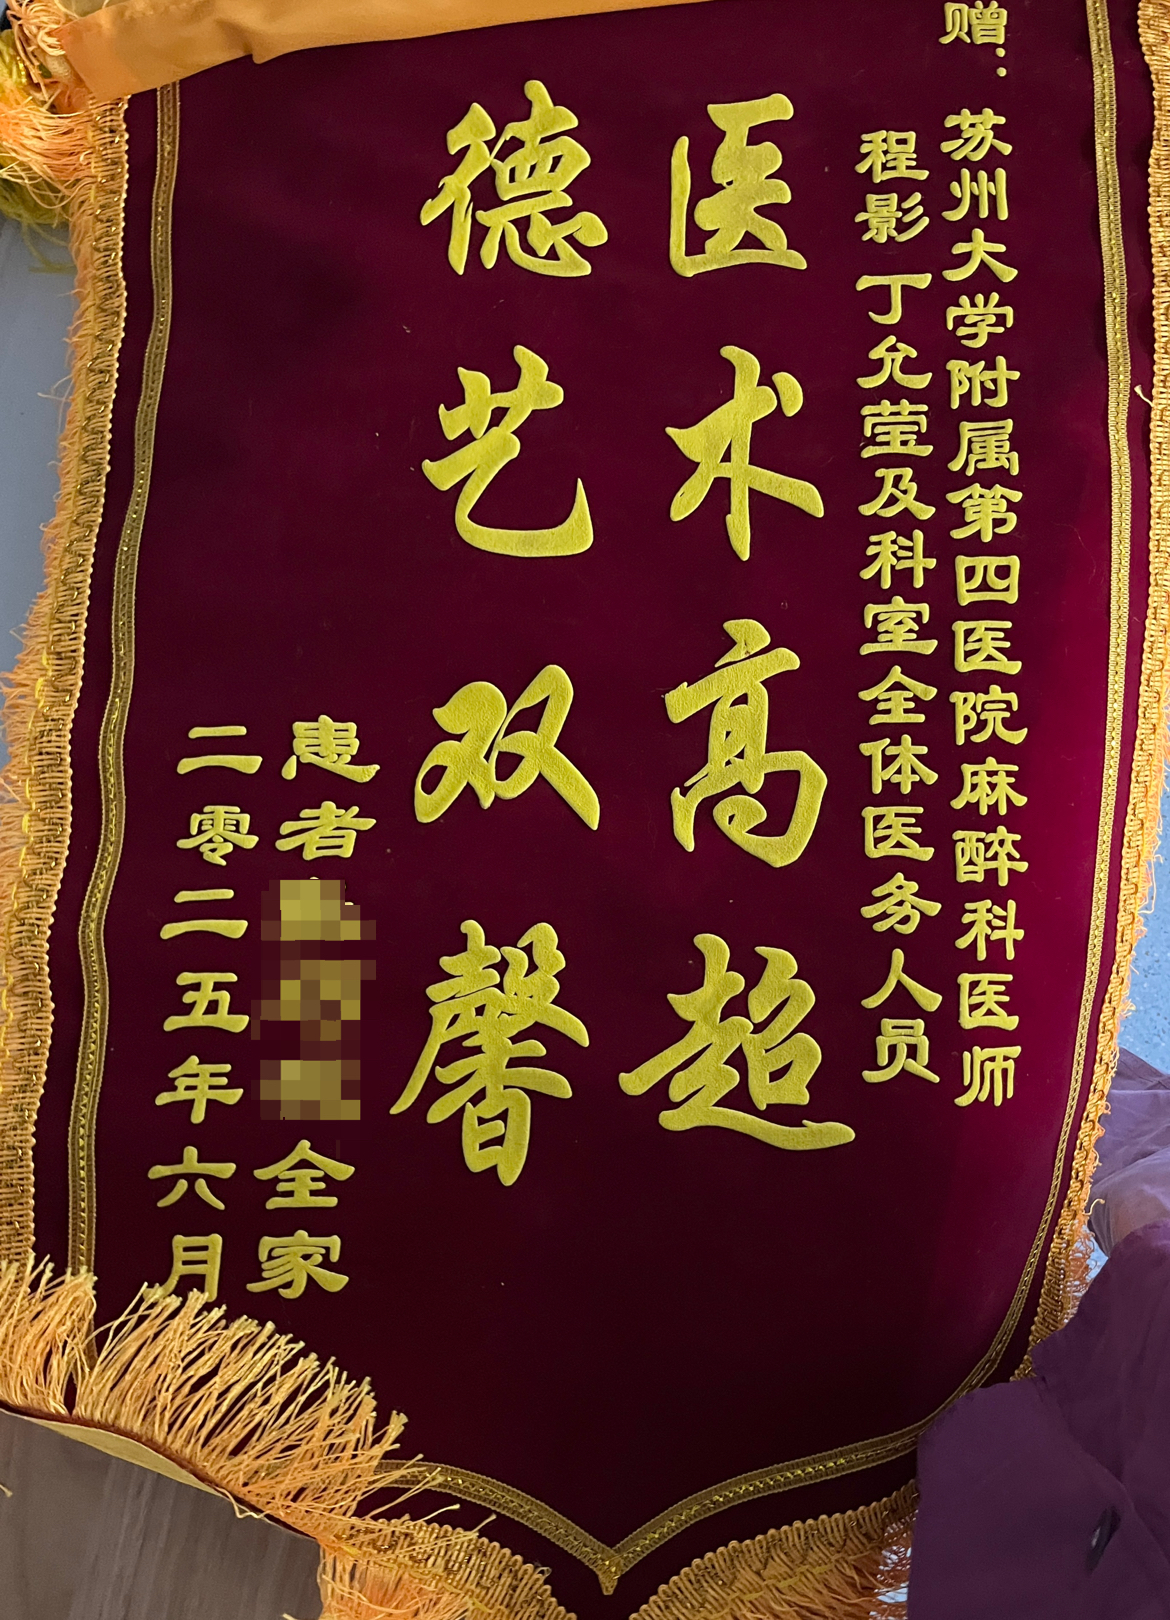 赠：苏州大学附属第四医院麻醉科医师
程影 丁允莹及科室全体医务人员
医术高超
德艺双馨
患者
全家
二零二五年六月